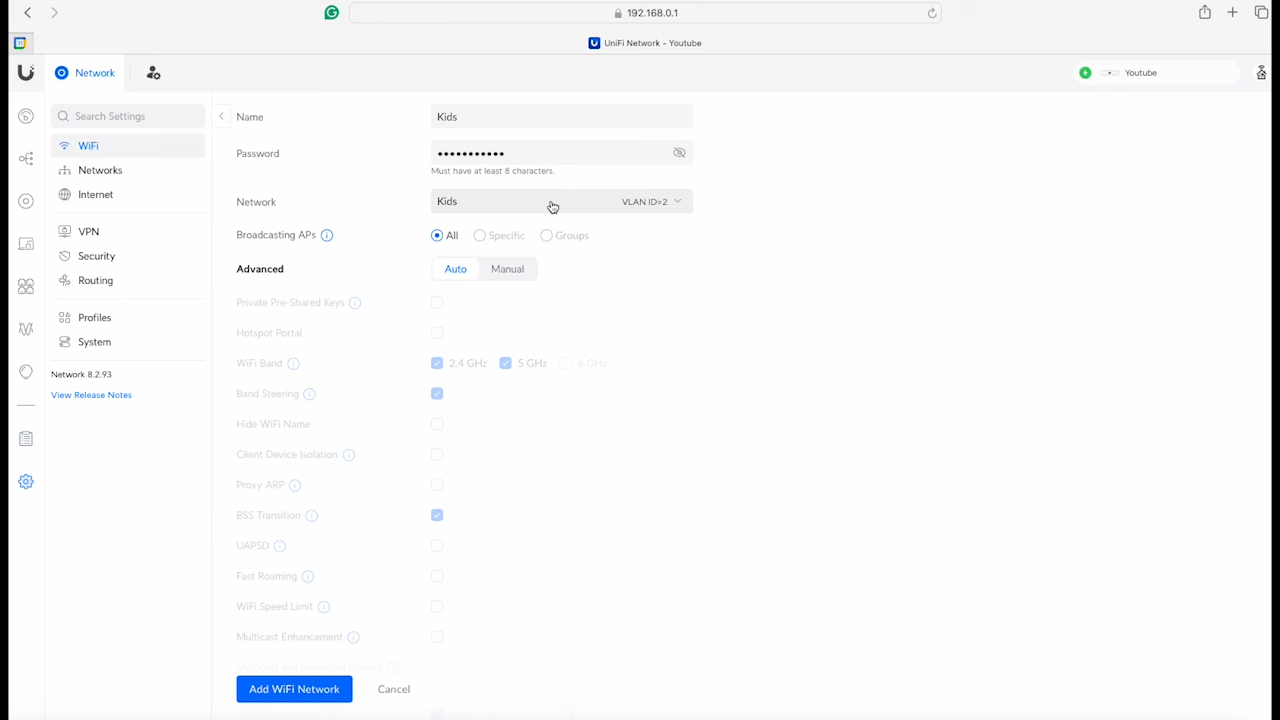 192.168.0.1
UniFi Network - Youtube
Network
Youtube
Search Settings
WiFi
Networks
Internet
VPN
Security
Routing
Profiles
System
Network 8.2.93
View Release Notes
Name
Kids
Password
•••••••••••
Must have at least 8 characters.
Network
Kids VLAN ID=2
Broadcasting APs
All Specific Groups
Advanced
Auto Manual
Private Pre-Shared Keys
Hotspot Portal
WiFi Band
2.4 GHz 5 GHz 6 GHz
Band Steering
Hide WiFi Name
Client Device Isolation
Proxy ARP
BSS Transition
UAPSD
Fast Roaming
WiFi Speed Limit
Multicast Enhancement
Multicast and Broadcast Control
Add WiFi Network Cancel